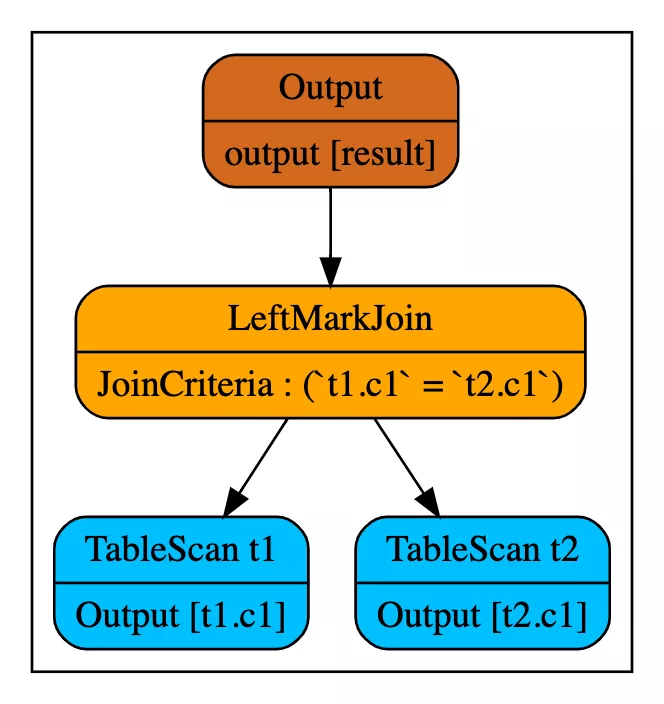 Output
output [result]
LeftMarkJoin
JoinCriteria : (`t1.c1` = `t2.c1`)
TableScan t1
Output [t1.c1]
TableScan t2
Output [t2.c1]